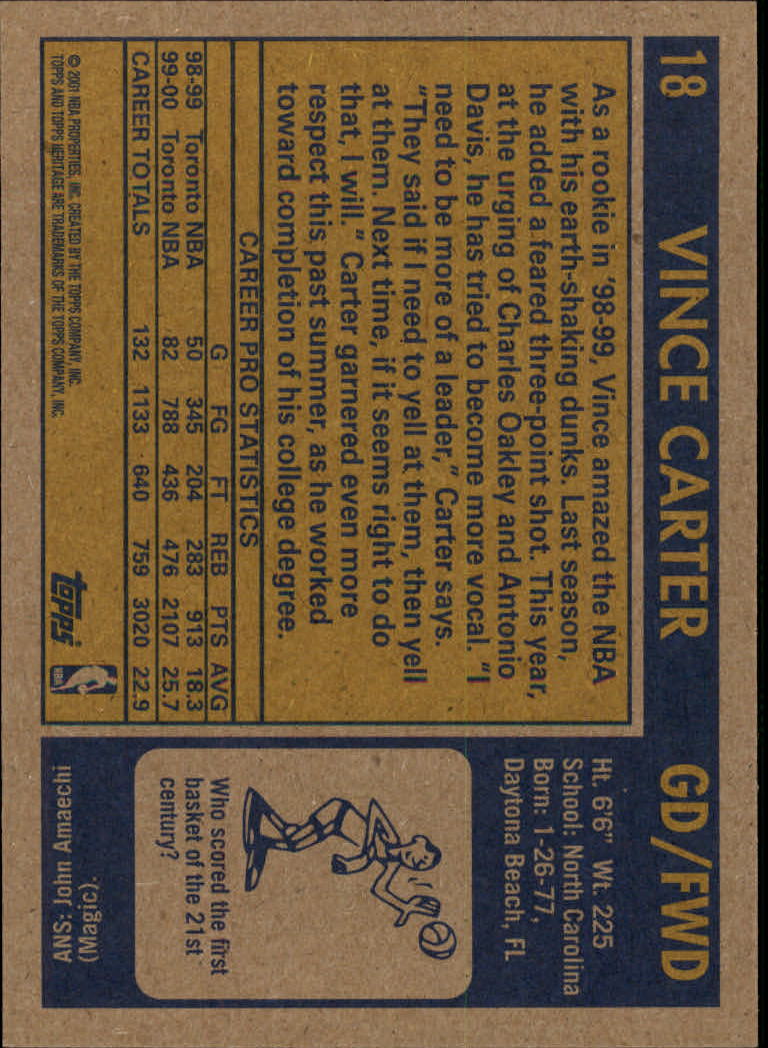 18 VINCE CARTER GD/FWD
As a rookie in '98-99, Vince amazed the NBA
with his earth-shaking dunks. Last season,
he added a feared three-point shot. This year,
at the urging of Charles Oakley and Antonio
Davis, he has tried to become more vocal. "I
need to be more of a leader," Carter says.
"They said if I need to yell at them, then yell
at them. Next time, if it seems right to do
that, I will." Carter garnered even more
respect this past summer, as he worked
toward completion of his college degree.
CAREER PRO STATISTICS
G FG FT REB PTS AVG
98-99 Toronto NBA 50 345 204 283 913 18.3
99-00 Toronto NBA 82 788 436 476 2107 25.7
CAREER TOTALS 132 1133 640 759 3020 22.9
© 2001 NBA PROPERTIES, INC. CREATED BY THE TOPPS COMPANY, INC.
TOPPS AND TOPPS HERITAGE ARE TRADEMARKS OF THE TOPPS COMPANY, INC.
topps
NBA
Ht. 6'6" Wt. 225
School: North Carolina
Born: 1-26-77,
Daytona Beach, FL
Who scored the first
basket of the 21st
century?
ANS: John Amaechi
(Magic).